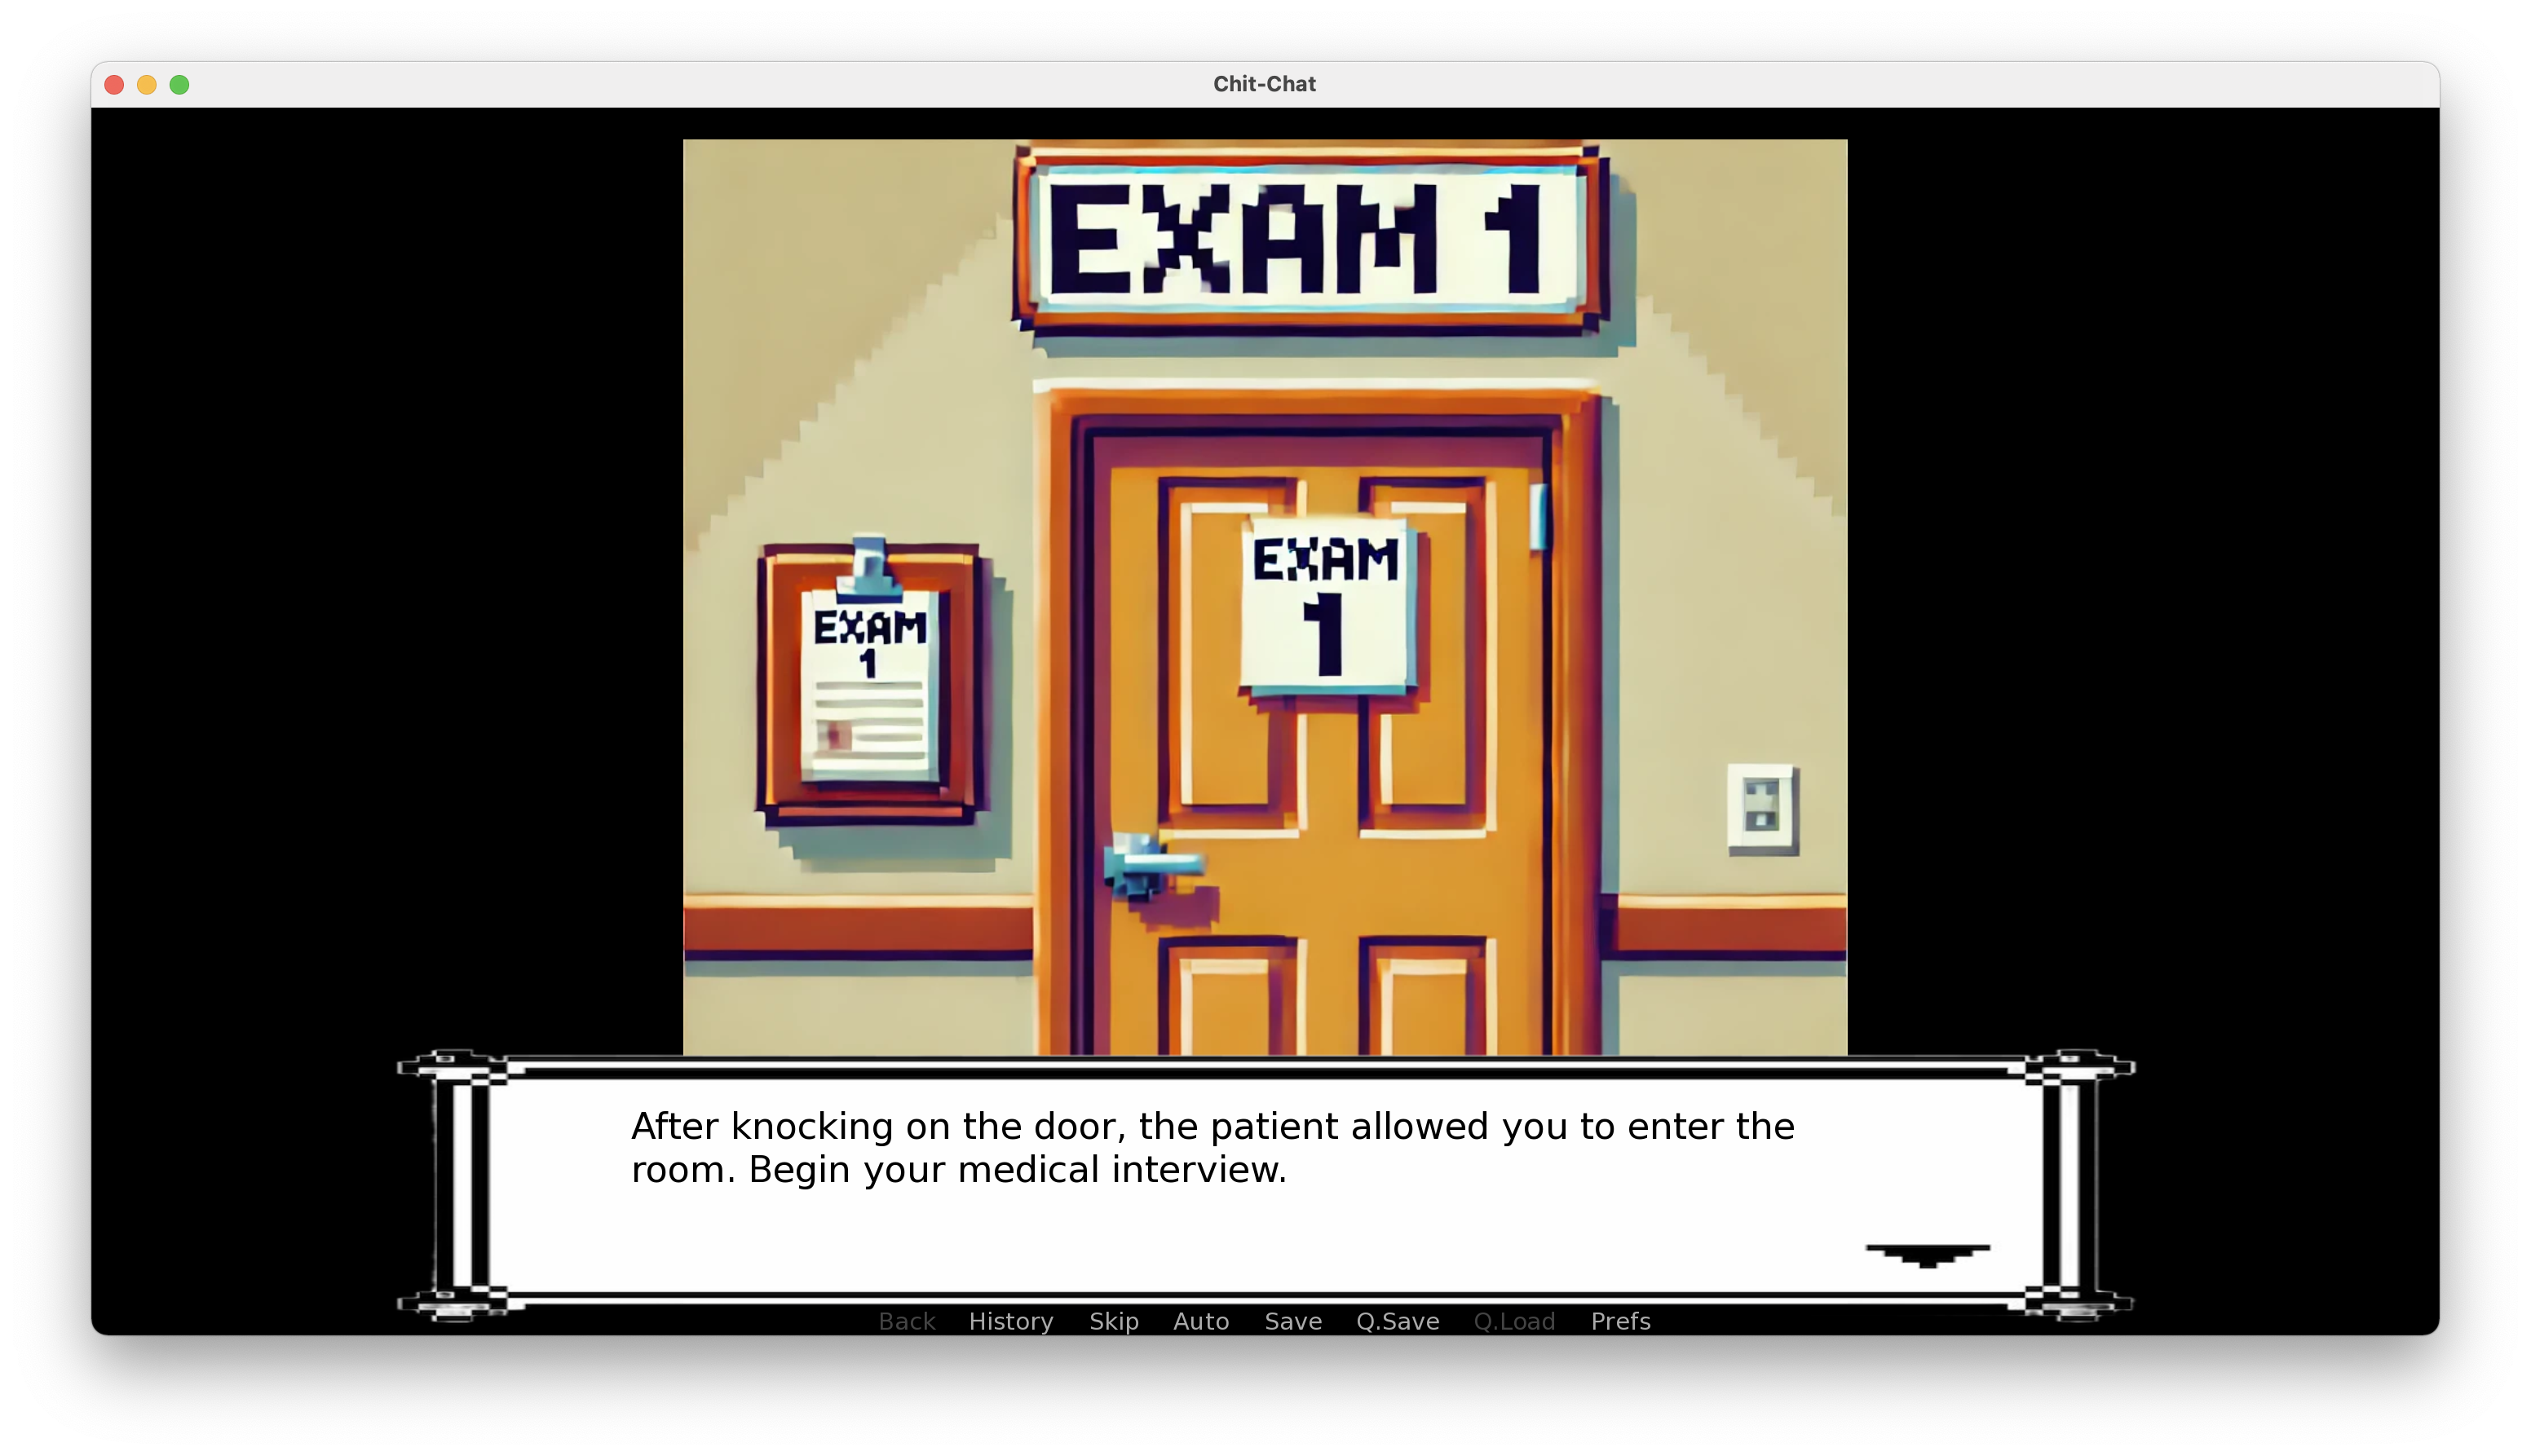 Chit-Chat
EXAM 1
EXAM
1
EXAM
1
After knocking on the door, the patient allowed you to enter the
room. Begin your medical interview.
Back History Skip Auto Save Q.Save Q.Load Prefs